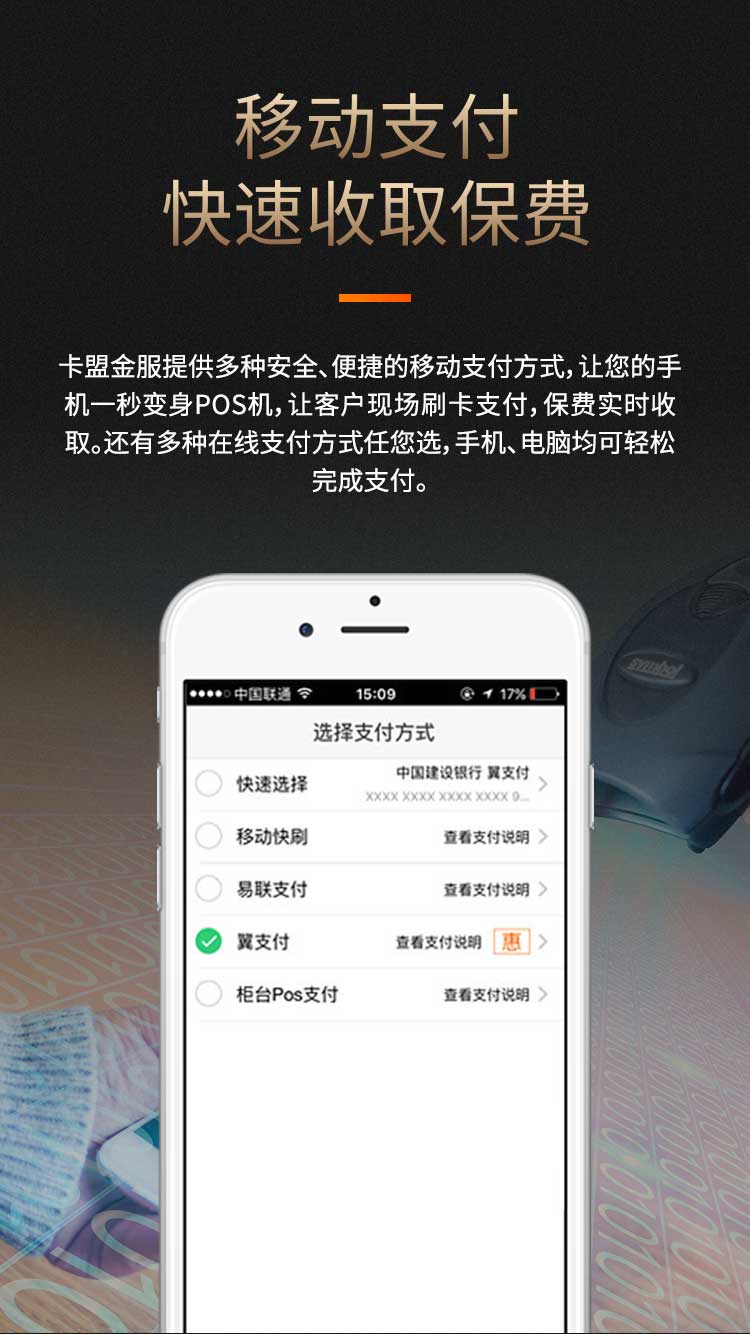 移动支付
快速收取保费
卡盟金服提供多种安全、便捷的移动支付方式，让您的手
机一秒变身POS机，让客户现场刷卡支付，保费实时收
取。还有多种在线支付方式任您选，手机、电脑均可轻松
完成支付。
中国联通 15:09 17%
选择支付方式
快速选择 中国建设银行 翼支付
XXXX XXXX XXXX XXXX 9...
移动快刷 查看支付说明
易联支付 查看支付说明
翼支付 查看支付说明 惠
柜台Pos支付 查看支付说明